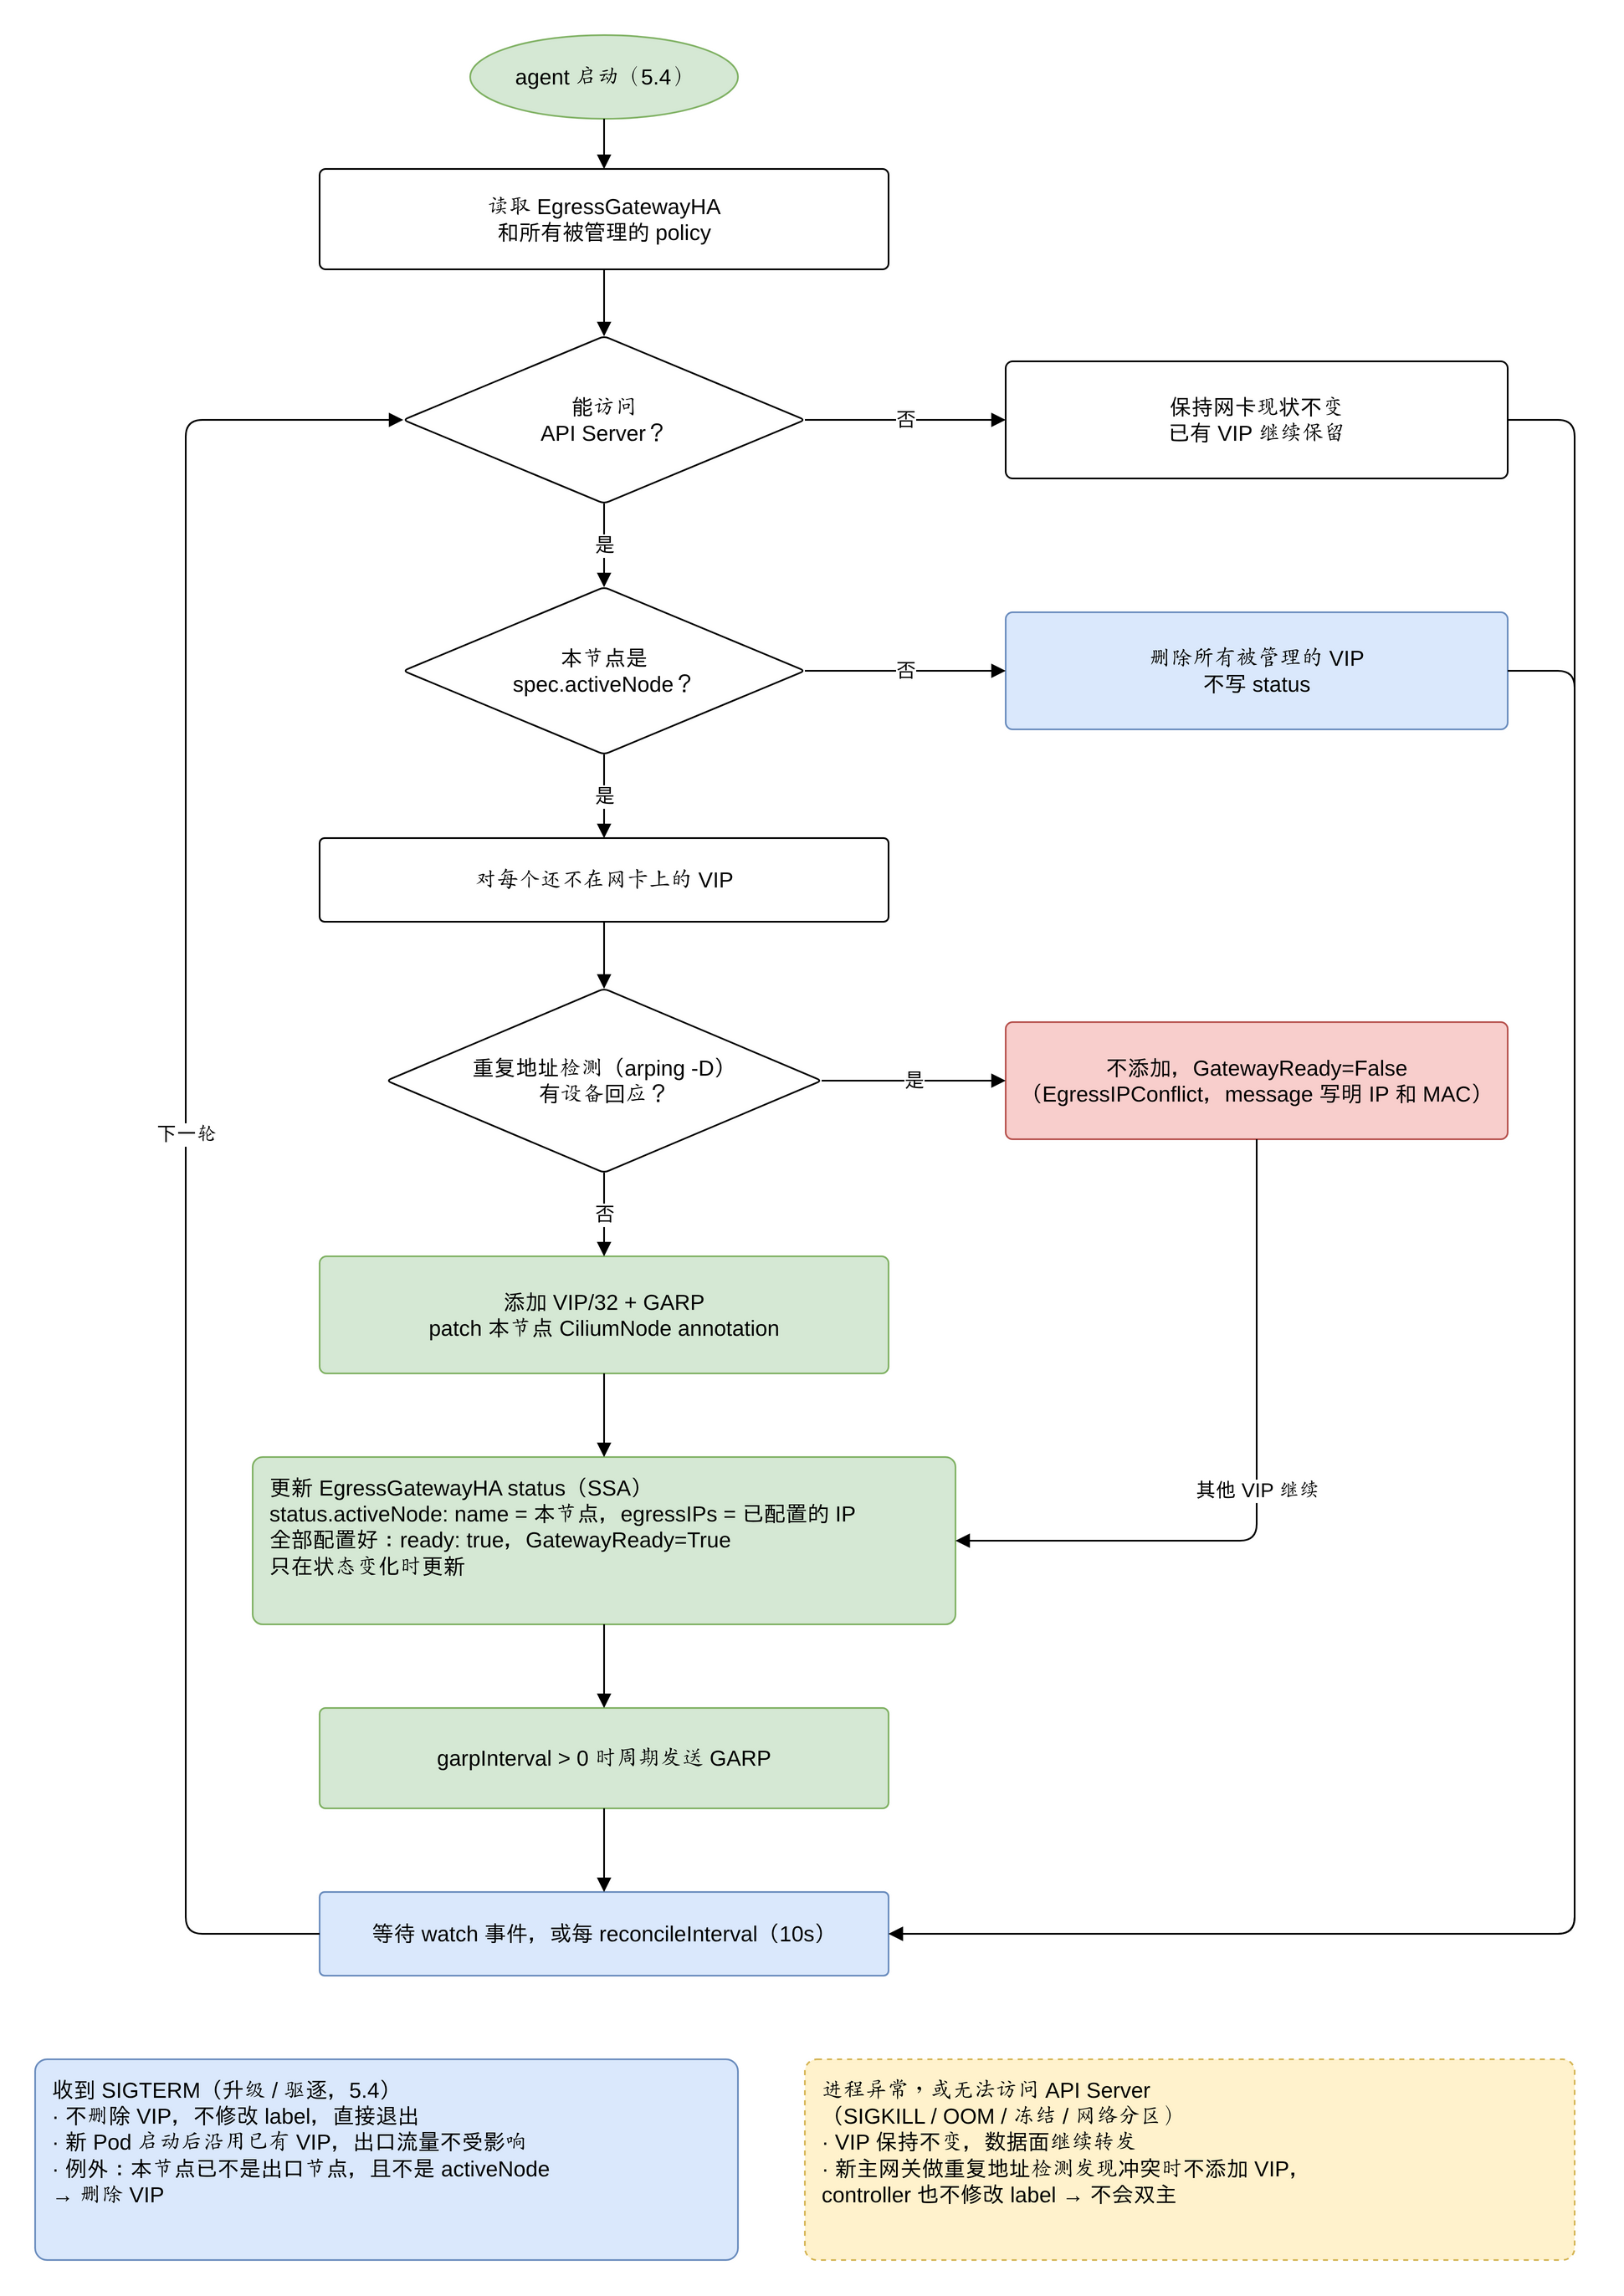 agent 启动（5.4）
读取 EgressGatewayHA
和所有被管理的 policy
能访问
API Server？
否
保持网卡现状不变
已有 VIP 继续保留
是
本节点是
spec.activeNode？
否
删除所有被管理的 VIP
不写 status
是
对每个还不在网卡上的 VIP
重复地址检测（arping -D）
有设备回应？
是
不添加，GatewayReady=False
（EgressIPConflict，message 写明 IP 和 MAC）
下一轮
否
添加 VIP/32 + GARP
patch 本节点 CiliumNode annotation
更新 EgressGatewayHA status（SSA）
status.activeNode: name = 本节点，egressIPs = 已配置的 IP
全部配置好：ready: true，GatewayReady=True
只在状态变化时更新
其他 VIP 继续
garpInterval > 0 时周期发送 GARP
等待 watch 事件，或每 reconcileInterval（10s）
收到 SIGTERM（升级 / 驱逐，5.4）
· 不删除 VIP，不修改 label，直接退出
· 新 Pod 启动后沿用已有 VIP，出口流量不受影响
· 例外：本节点已不是出口节点，且不是 activeNode
→ 删除 VIP
进程异常，或无法访问 API Server
（SIGKILL / OOM / 冻结 / 网络分区）
· VIP 保持不变，数据面继续转发
· 新主网关做重复地址检测发现冲突时不添加 VIP，
controller 也不修改 label → 不会双主